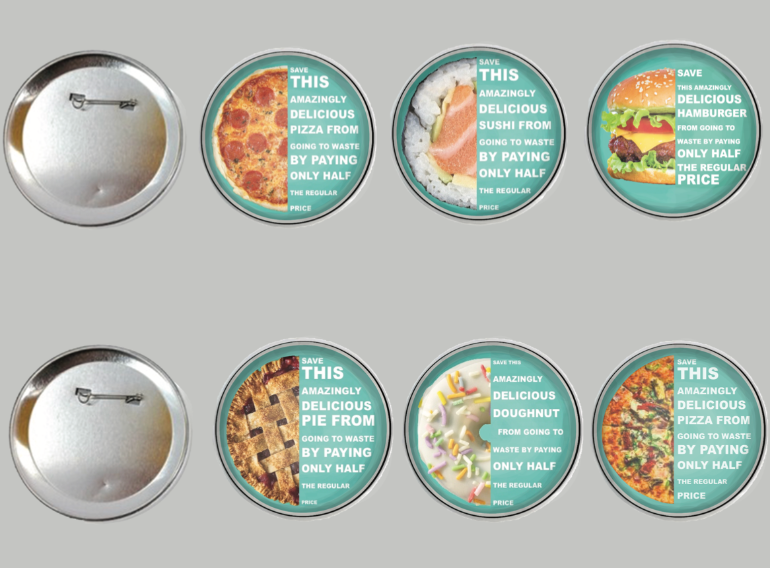 SAVE
THIS
AMAZINGLY
DELICIOUS
PIZZA FROM
GOING TO WASTE
BY PAYING
ONLY HALF
THE REGULAR
PRICE
SAVE
THIS
AMAZINGLY
DELICIOUS
SUSHI FROM
GOING TO WASTE
BY PAYING
ONLY HALF
THE REGULAR
PRICE
SAVE
THIS AMAZINGLY
DELICIOUS
HAMBURGER
FROM GOING TO
WASTE BY PAYING
ONLY HALF
THE REGULAR
PRICE
SAVE
THIS
AMAZINGLY
DELICIOUS
PIE FROM
GOING TO WASTE
BY PAYING
ONLY HALF
THE REGULAR
PRICE
SAVE THIS
AMAZINGLY
DELICIOUS
DOUGHNUT
FROM GOING TO
WASTE BY PAYING
ONLY HALF
THE REGULAR
PRICE
SAVE
THIS
AMAZINGLY
DELICIOUS
PIZZA FROM
GOING TO WASTE
BY PAYING
ONLY HALF
THE REGULAR
PRICE